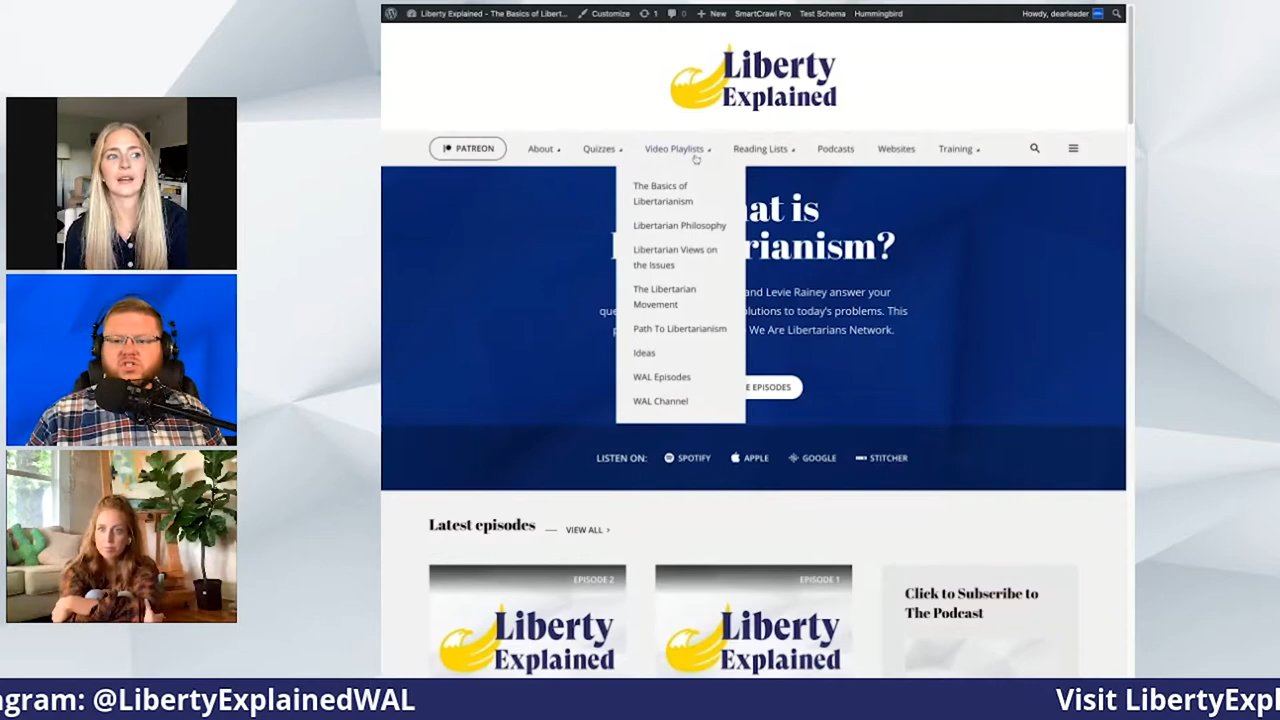 Liberty Explained – The Basics of Libert...
Customize
1
0
New
SmartCrawl Pro
Test Schema
Hummingbird
Howdy, dearleader
Liberty
Explained
PATREON
About
Quizzes
Video Playlists
Reading Lists
Podcasts
Websites
Training
The Basics of
Libertarianism
Libertarian Philosophy
Libertarian Views on
the Issues
The Libertarian
Movement
Path To Libertarianism
Ideas
WAL Episodes
WAL Channel
at is
rianism?
and Levie Rainey answer your
que
olutions to today's problems. This
We Are Libertarians Network.
E EPISODES
LISTEN ON:
SPOTIFY
APPLE
GOOGLE
STITCHER
Latest episodes
VIEW ALL >
EPISODE 2
Liberty
Explained
EPISODE 1
Liberty
Explained
Click to Subscribe to
The Podcast
agram: @LibertyExplainedWAL
Visit LibertyExpl